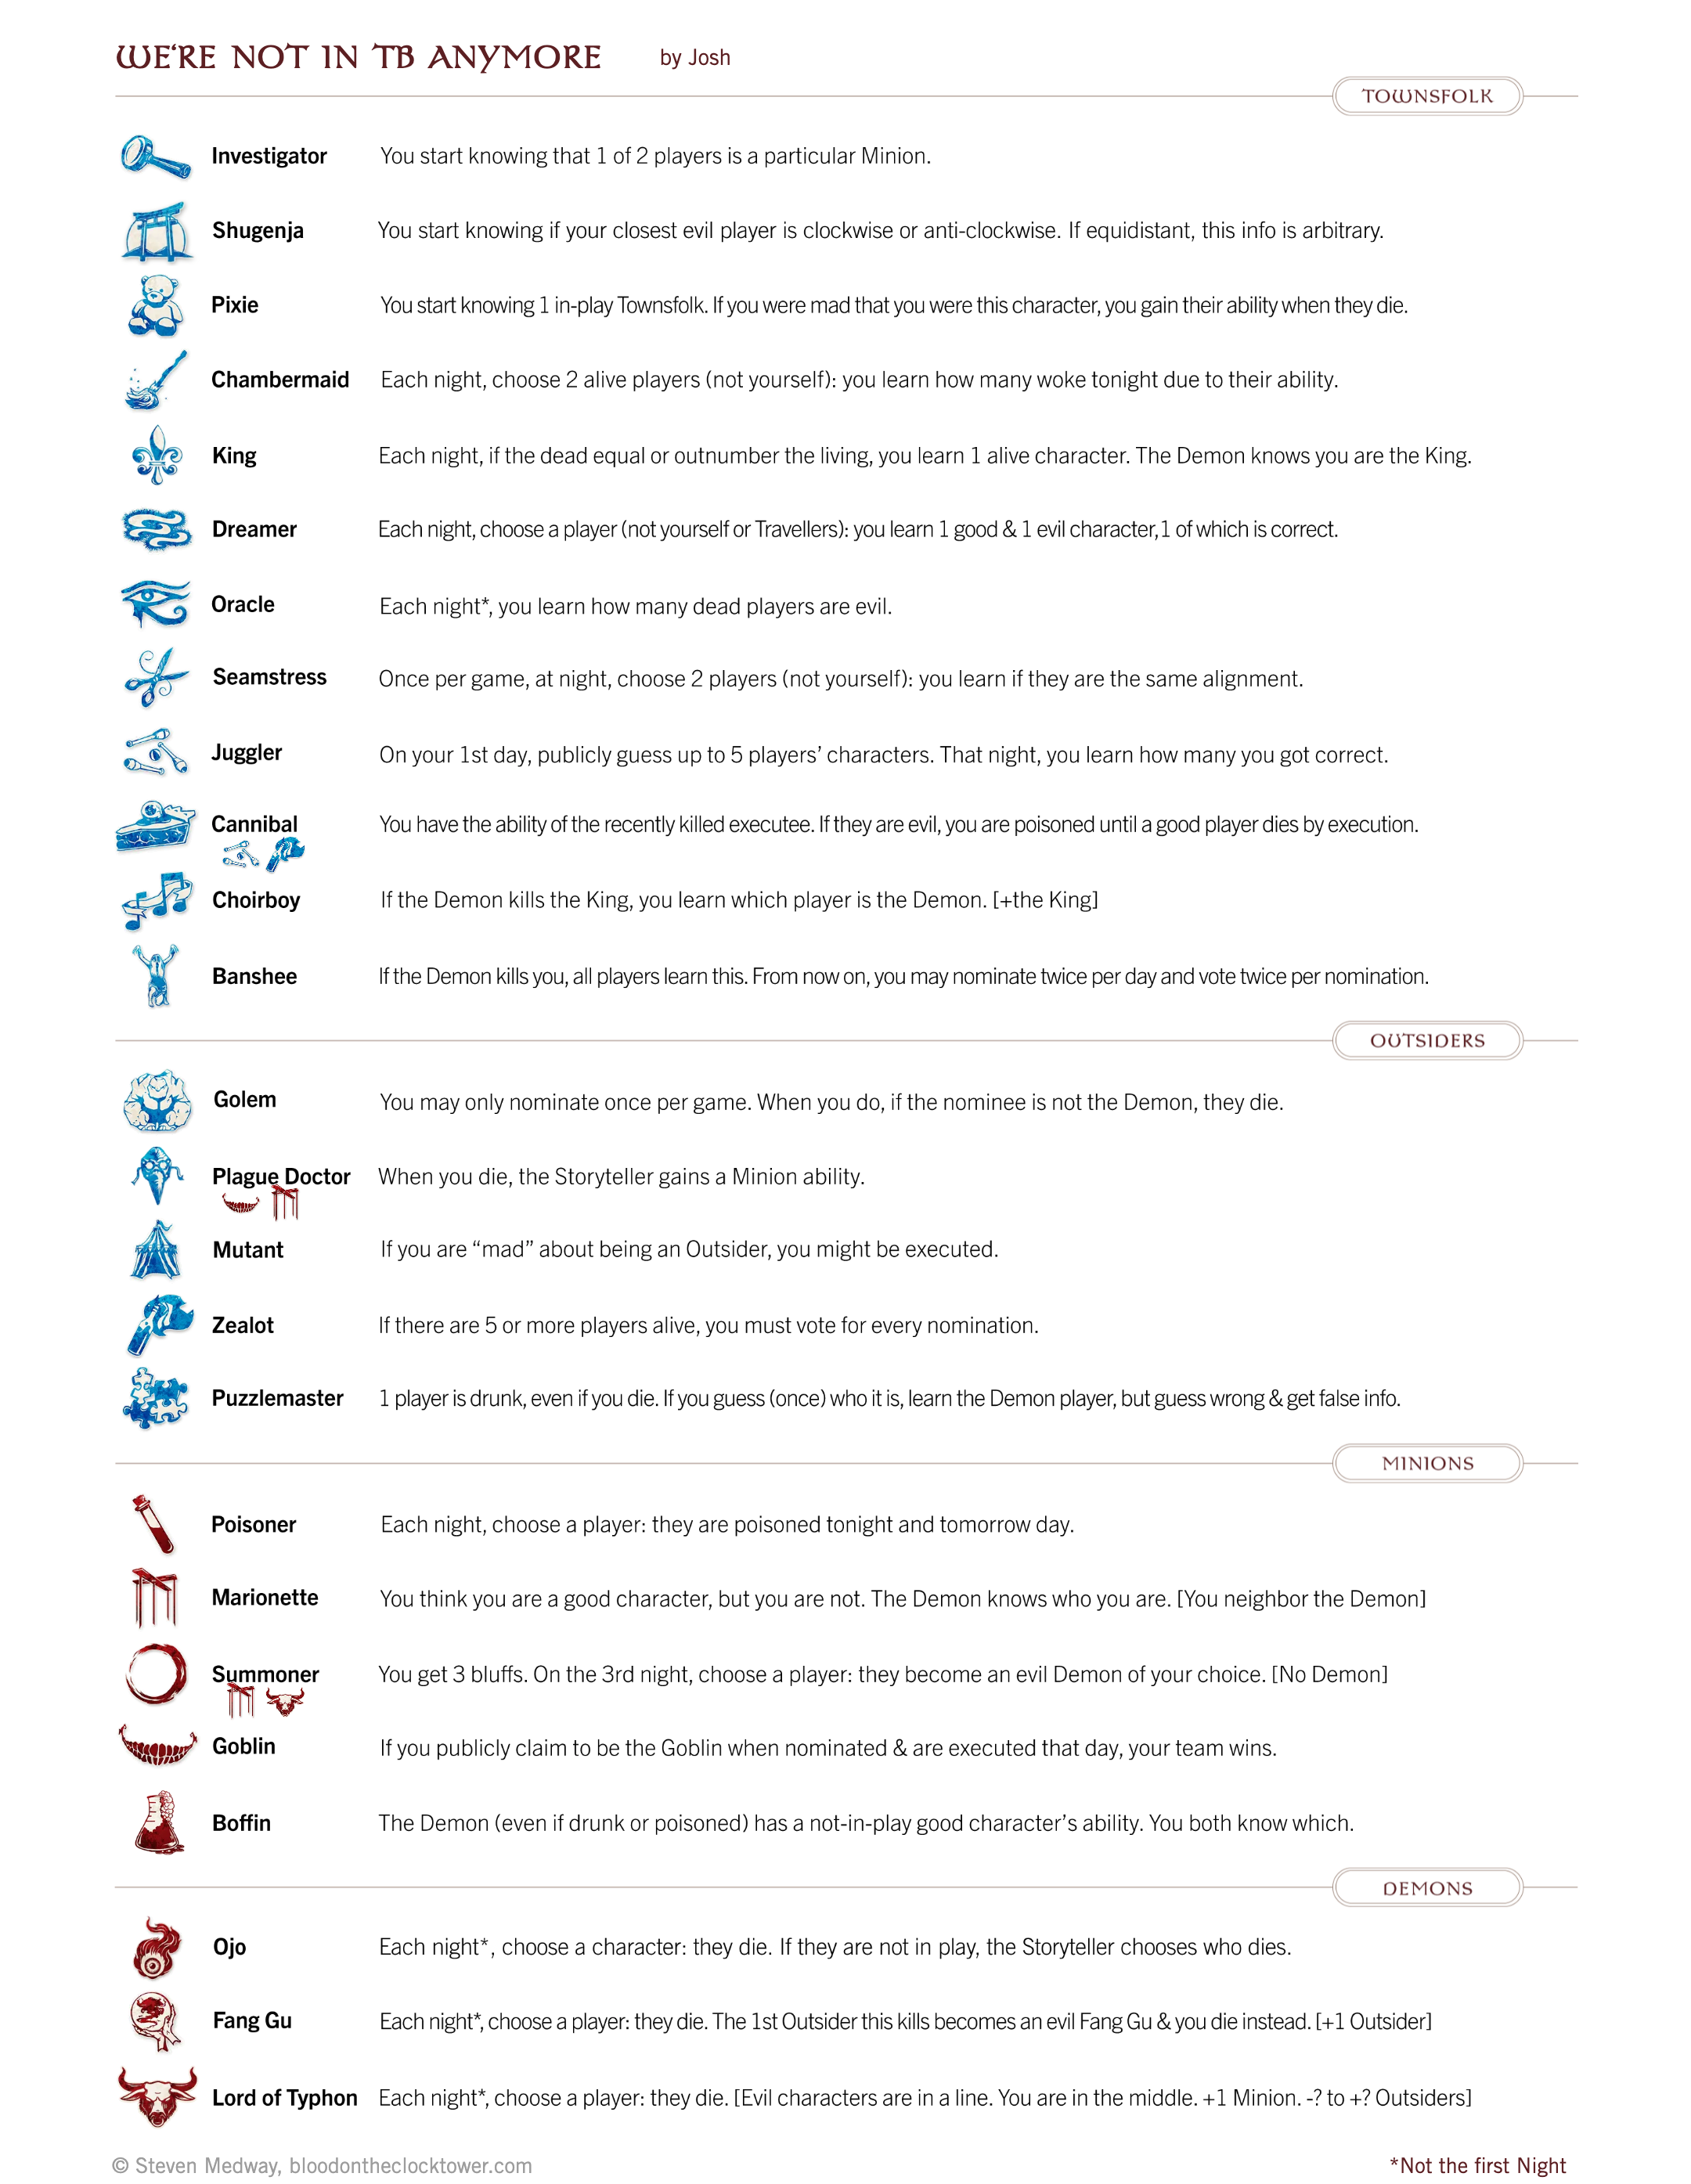 WE'RE NOT IN TB ANYMORE by Josh
TOWNSFOLK
Investigator You start knowing that 1 of 2 players is a particular Minion.
Shugenja You start knowing if your closest evil player is clockwise or anti-clockwise. If equidistant, this info is arbitrary.
Pixie You start knowing 1 in-play Townsfolk. If you were mad that you were this character, you gain their ability when they die.
Chambermaid Each night, choose 2 alive players (not yourself): you learn how many woke tonight due to their ability.
King Each night, if the dead equal or outnumber the living, you learn 1 alive character. The Demon knows you are the King.
Dreamer Each night, choose a player (not yourself or Travellers): you learn 1 good & 1 evil character, 1 of which is correct.
Oracle Each night*, you learn how many dead players are evil.
Seamstress Once per game, at night, choose 2 players (not yourself): you learn if they are the same alignment.
Juggler On your 1st day, publicly guess up to 5 players' characters. That night, you learn how many you got correct.
Cannibal You have the ability of the recently killed executee. If they are evil, you are poisoned until a good player dies by execution.
Choirboy If the Demon kills the King, you learn which player is the Demon. [+the King]
Banshee If the Demon kills you, all players learn this. From now on, you may nominate twice per day and vote twice per nomination.
OUTSIDERS
Golem You may only nominate once per game. When you do, if the nominee is not the Demon, they die.
Plague Doctor When you die, the Storyteller gains a Minion ability.
Mutant If you are “mad” about being an Outsider, you might be executed.
Zealot If there are 5 or more players alive, you must vote for every nomination.
Puzzlemaster 1 player is drunk, even if you die. If you guess (once) who it is, learn the Demon player, but guess wrong & get false info.
MINIONS
Poisoner Each night, choose a player: they are poisoned tonight and tomorrow day.
Marionette You think you are a good character, but you are not. The Demon knows who you are. [You neighbor the Demon]
Summoner You get 3 bluffs. On the 3rd night, choose a player: they become an evil Demon of your choice. [No Demon]
Goblin If you publicly claim to be the Goblin when nominated & are executed that day, your team wins.
Boffin The Demon (even if drunk or poisoned) has a not-in-play good character's ability. You both know which.
DEMONS
Ojo Each night*, choose a character: they die. If they are not in play, the Storyteller chooses who dies.
Fang Gu Each night*, choose a player: they die. The 1st Outsider this kills becomes an evil Fang Gu & you die instead. [+1 Outsider]
Lord of Typhon Each night*, choose a player: they die. [Evil characters are in a line. You are in the middle. +1 Minion. -? to +? Outsiders]
© Steven Medway, bloodontheclocktower.com *Not the first Night